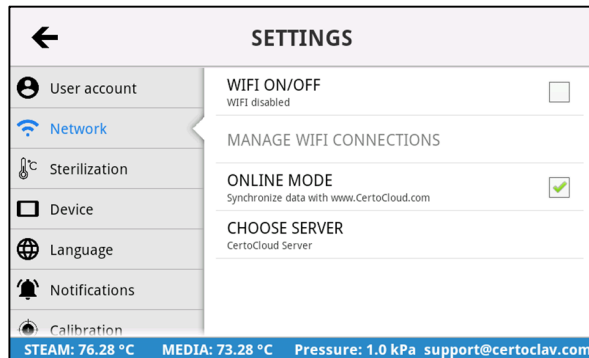 SETTINGS
User account
Network
Sterilization
Device
Language
Notifications
Calibration
WIFI ON/OFF
WIFI disabled
MANAGE WIFI CONNECTIONS
ONLINE MODE
Synchronize data with www.CertoCloud.com
CHOOSE SERVER
CertoCloud Server
STEAM: 76.28 °C MEDIA: 73.28 °C Pressure: 1.0 kPa support@certoclav.com